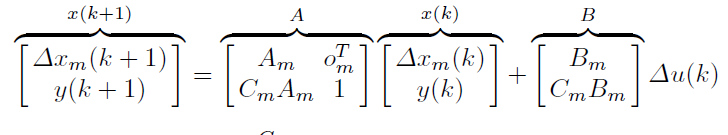 x(k+1) A x(k) B
[ Δx_m(k + 1) ; y(k + 1) ] = [ A_m o_m^T ; C_m A_m 1 ] [ Δx_m(k) ; y(k) ] + [ B_m ; C_m B_m ] Δu(k)